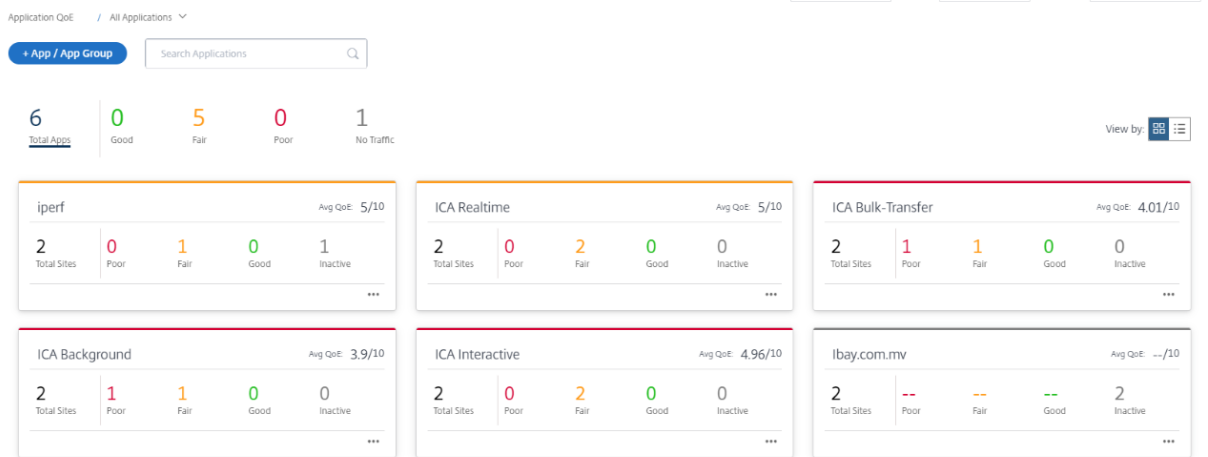 Application QoE / All Applications
+ App / App Group
Search Applications
6 0 5 0 1
Total Apps Good Fair Poor No Traffic
View by:
iperf Avg QoE: 5/10
2 0 1 0 1
Total Sites Poor Fair Good Inactive
ICA Realtime Avg QoE: 5/10
2 0 2 0 0
Total Sites Poor Fair Good Inactive
ICA Bulk-Transfer Avg QoE: 4.01/10
2 1 1 0 0
Total Sites Poor Fair Good Inactive
ICA Background Avg QoE: 3.9/10
2 1 1 0 0
Total Sites Poor Fair Good Inactive
ICA Interactive Avg QoE: 4.96/10
2 0 2 0 0
Total Sites Poor Fair Good Inactive
Ibay.com.mv Avg QoE: --/10
2 -- -- -- 2
Total Sites Poor Fair Good Inactive